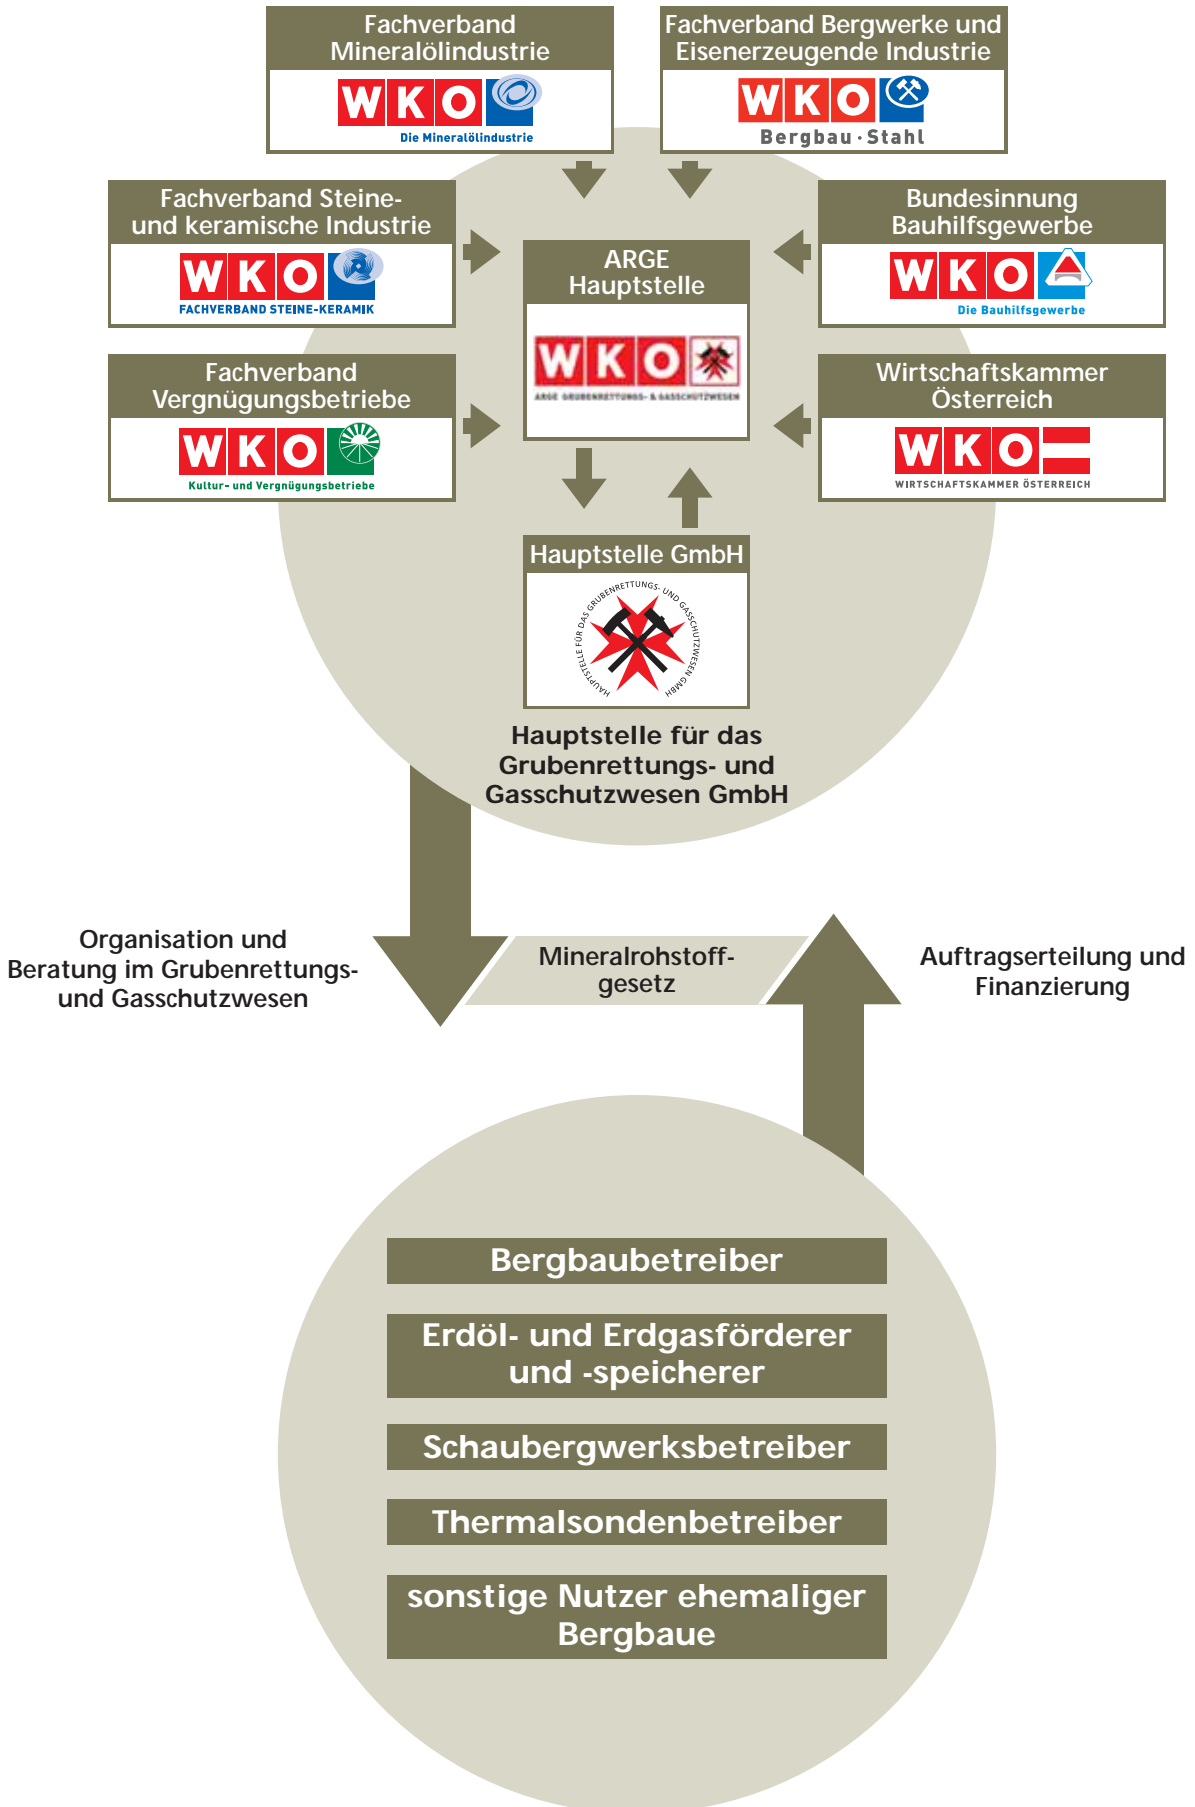 Fachverband
Mineralölindustrie
WKO
Die Mineralölindustrie
Fachverband Bergwerke und
Eisenerzeugende Industrie
WKO
Bergbau · Stahl
Fachverband Steine-
und keramische Industrie
WKO
FACHVERBAND STEINE-KERAMIK
ARGE
Hauptstelle
WKO
ARGE GRUBENRETTUNGS- & GASSCHUTZWESEN
Bundesinnung
Bauhilfsgewerbe
WKO
Die Bauhilfsgewerbe
Fachverband
Vergnügungsbetriebe
WKO
Kultur- und Vergnügungsbetriebe
Wirtschaftskammer
Österreich
WKO
WIRTSCHAFTSKAMMER ÖSTERREICH
Hauptstelle GmbH
HAUPTSTELLE FÜR DAS GRUBENRETTUNGS- UND GASSCHUTZWESEN GMBH
Hauptstelle für das
Grubenrettungs- und
Gasschutzwesen GmbH
Organisation und
Beratung im Grubenrettungs-
und Gasschutzwesen
Mineralrohstoff-
gesetz
Auftragserteilung und
Finanzierung
Bergbaubetreiber
Erdöl- und Erdgasförderer
und -speicherer
Schaubergwerksbetreiber
Thermalsondenbetreiber
sonstige Nutzer ehemaliger
Bergbaue